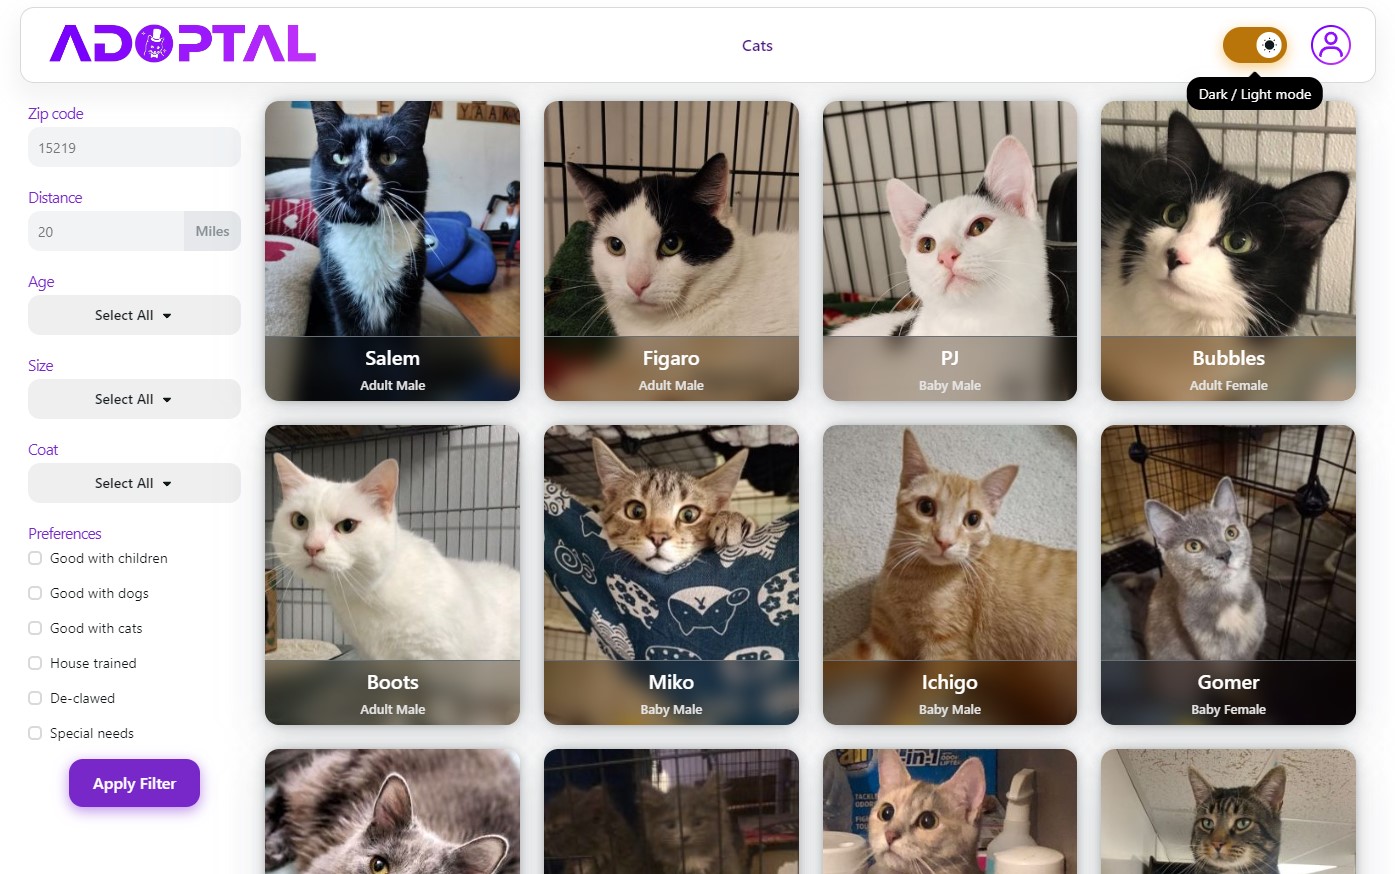 ADOPTAL
Cats
Dark / Light mode
Zip code
15219
Distance
20 Miles
Age
Select All
Size
Select All
Coat
Select All
Preferences
Good with children
Good with dogs
Good with cats
House trained
De-clawed
Special needs
Apply Filter
Salem
Adult Male
Figaro
Adult Male
PJ
Baby Male
Bubbles
Adult Female
Boots
Adult Male
Miko
Baby Male
Ichigo
Baby Male
Gomer
Baby Female
all
in-1